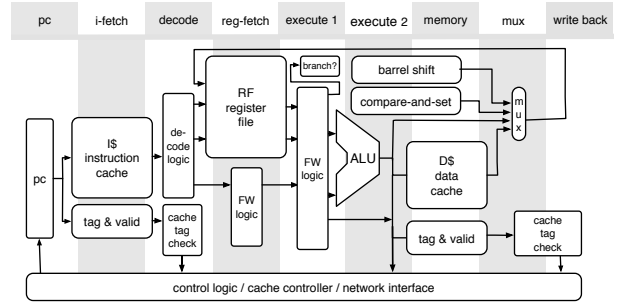 pc i-fetch decode reg-fetch execute 1 execute 2 memory mux write back
branch?
barrel shift
RF
register
file
compare-and-set
m
u
x
I$
instruction
cache
de-
code
logic
FW
logic
ALU
D$
data
cache
pc
FW
logic
tag & valid
cache
tag
check
tag & valid
cache
tag
check
control logic / cache controller / network interface